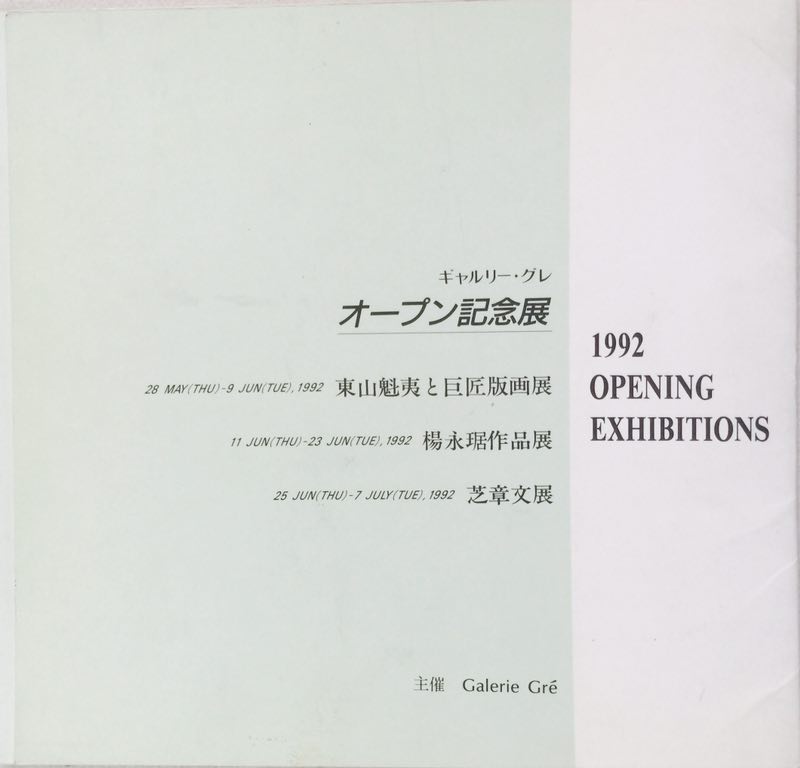 ギャルリー・グレ
オープン記念展
28 MAY(THU)-9 JUN(TUE), 1992 東山魁夷と巨匠版画展
11 JUN(THU)-23 JUN(TUE), 1992 楊永琚作品展
25 JUN(THU)-7 JULY(TUE), 1992 芝章文展
主催 Galerie Gré
1992
OPENING
EXHIBITIONS